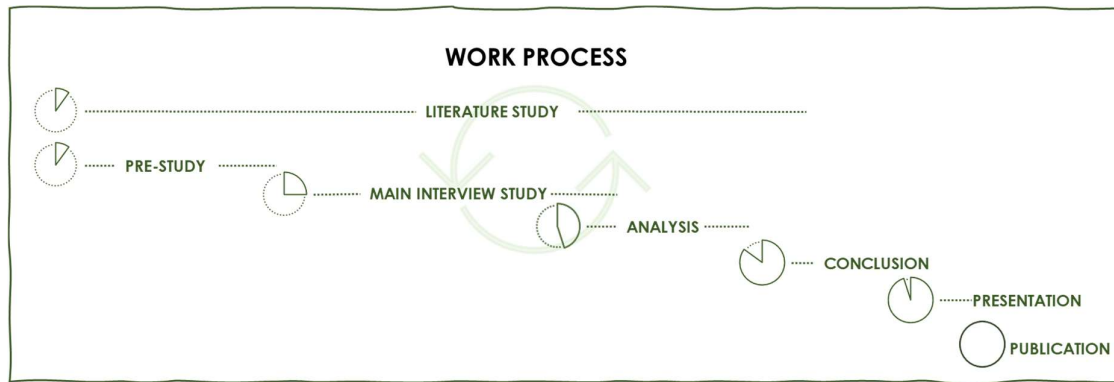 WORK PROCESS
LITERATURE STUDY
PRE-STUDY
MAIN INTERVIEW STUDY
ANALYSIS
CONCLUSION
PRESENTATION
PUBLICATION